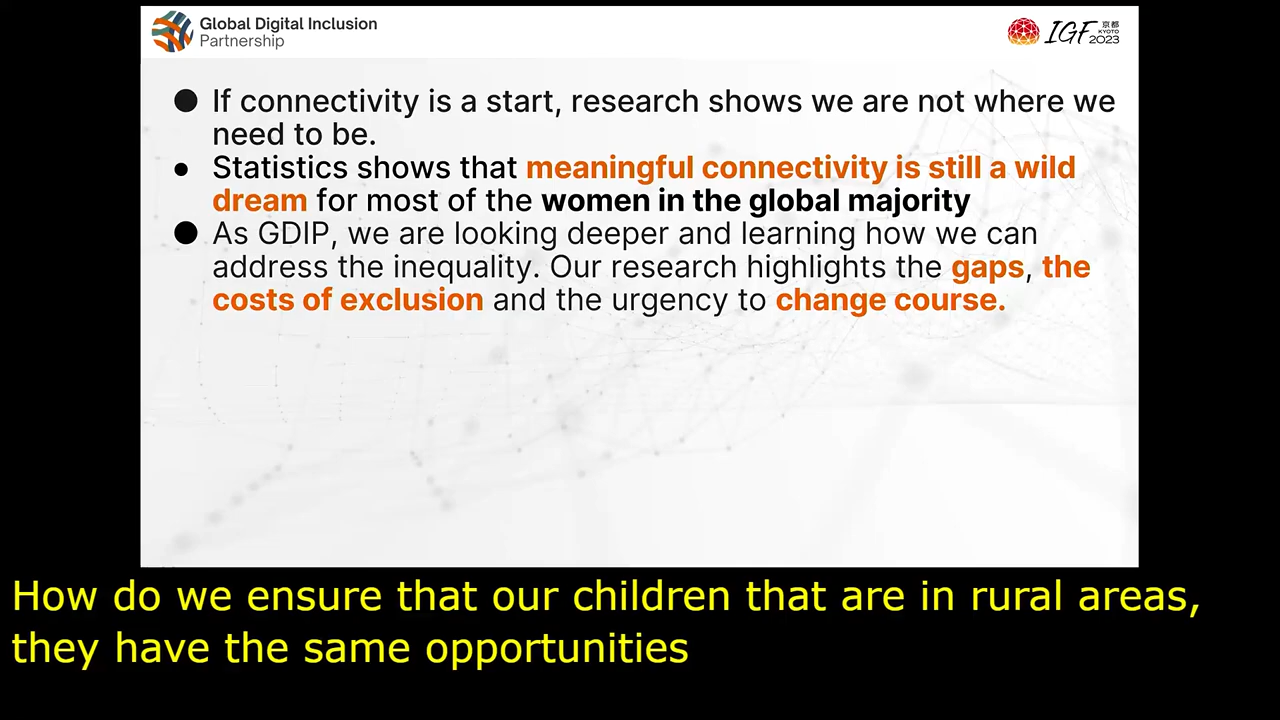 Global Digital Inclusion
Partnership
IGF
京都
KYOTO
2023
● If connectivity is a start, research shows we are not where we
need to be.
● Statistics shows that meaningful connectivity is still a wild
dream for most of the women in the global majority
● As GDIP, we are looking deeper and learning how we can
address the inequality. Our research highlights the gaps, the
costs of exclusion and the urgency to change course.
How do we ensure that our children that are in rural areas,
they have the same opportunities